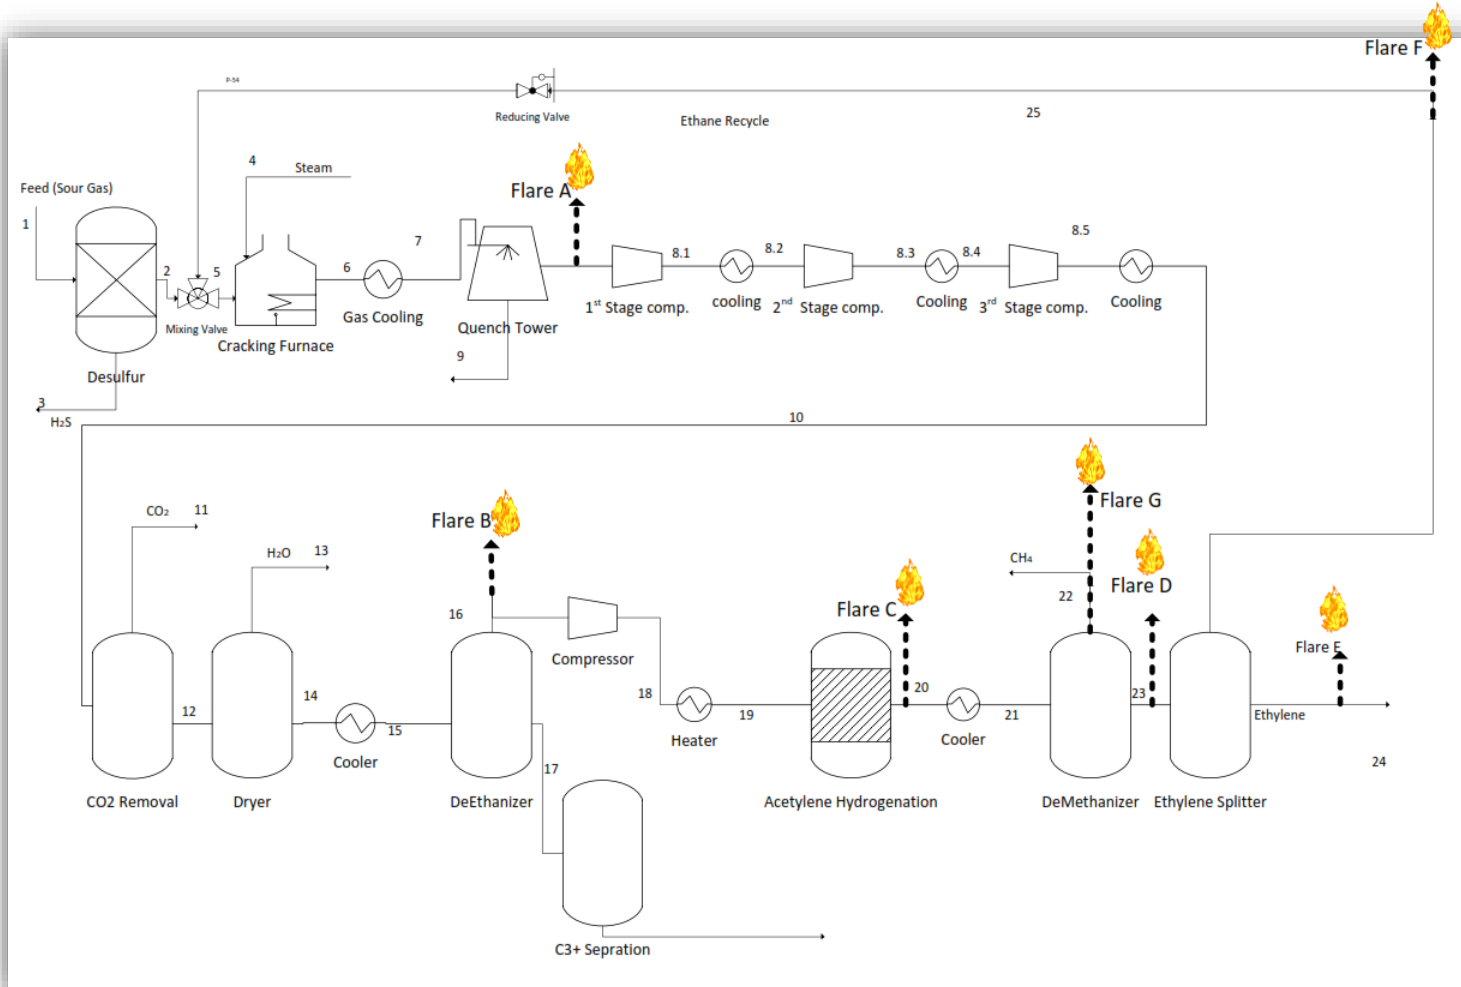 Flare F
P-54
Reducing Valve
Ethane Recycle
25
4
Steam
Feed (Sour Gas)
1
Flare A
7
8.1
8.2
8.3
8.4
8.5
2
5
6
Mixing Valve
Gas Cooling
Cracking Furnace
Quench Tower
1st Stage comp.
cooling
2nd Stage comp.
Cooling
3rd Stage comp.
Cooling
9
Desulfur
3
H₂S
10
CO₂
11
H₂O
13
Flare B
Flare G
CH₄
22
Flare D
Flare C
16
Compressor
Flare E
12
14
15
18
19
20
21
23
Ethylene
Heater
Cooler
Cooler
17
24
CO2 Removal
Dryer
DeEthanizer
Acetylene Hydrogenation
DeMethanizer
Ethylene Splitter
C3+ Sepration